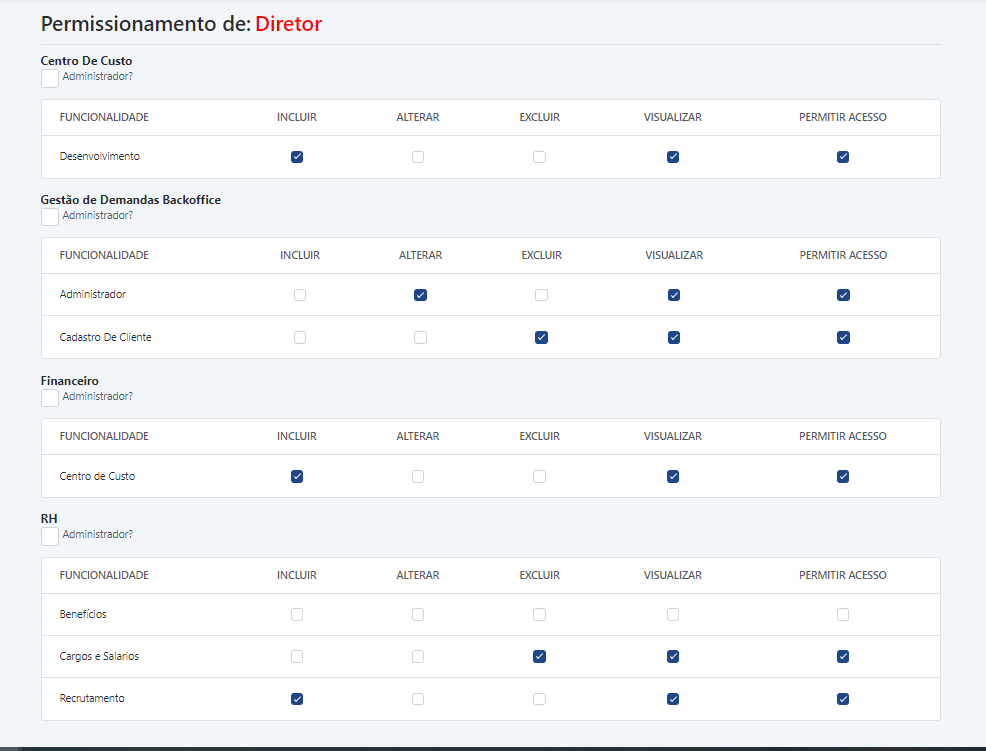 Permissionamento de: Diretor
Centro De Custo
Administrador?
FUNCIONALIDADE INCLUIR ALTERAR EXCLUIR VISUALIZAR PERMITIR ACESSO
Desenvolvimento
Gestão de Demandas Backoffice
Administrador?
FUNCIONALIDADE INCLUIR ALTERAR EXCLUIR VISUALIZAR PERMITIR ACESSO
Administrador
Cadastro De Cliente
Financeiro
Administrador?
FUNCIONALIDADE INCLUIR ALTERAR EXCLUIR VISUALIZAR PERMITIR ACESSO
Centro de Custo
RH
Administrador?
FUNCIONALIDADE INCLUIR ALTERAR EXCLUIR VISUALIZAR PERMITIR ACESSO
Benefícios
Cargos e Salarios
Recrutamento